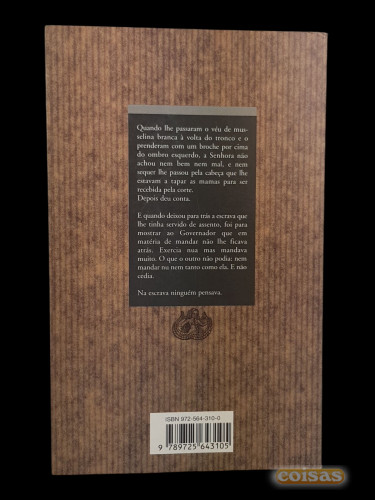 Quando lhe passaram o véu de mus-
selina branca à volta do tronco e o
prenderam com um broche por cima
do ombro esquerdo, a Senhora não
achou nem bem nem mal, e nem
sequer lhe passou pela cabeça que lhe
estavam a tapar as mamas para ser
recebida pela corte.
Depois deu conta.
E quando deixou para trás a escrava que
lhe tinha servido de assento, foi para
mostrar ao Governador que em
matéria de mandar não lhe ficava
atrás. Exercia nua mas mandava
muito. O que o outro não podia: nem
mandar nu nem tanto como ela. E não
cedia.
Na escrava ninguém pensava.
ISBN 972-564-310-0
9 789725 643105
coisas